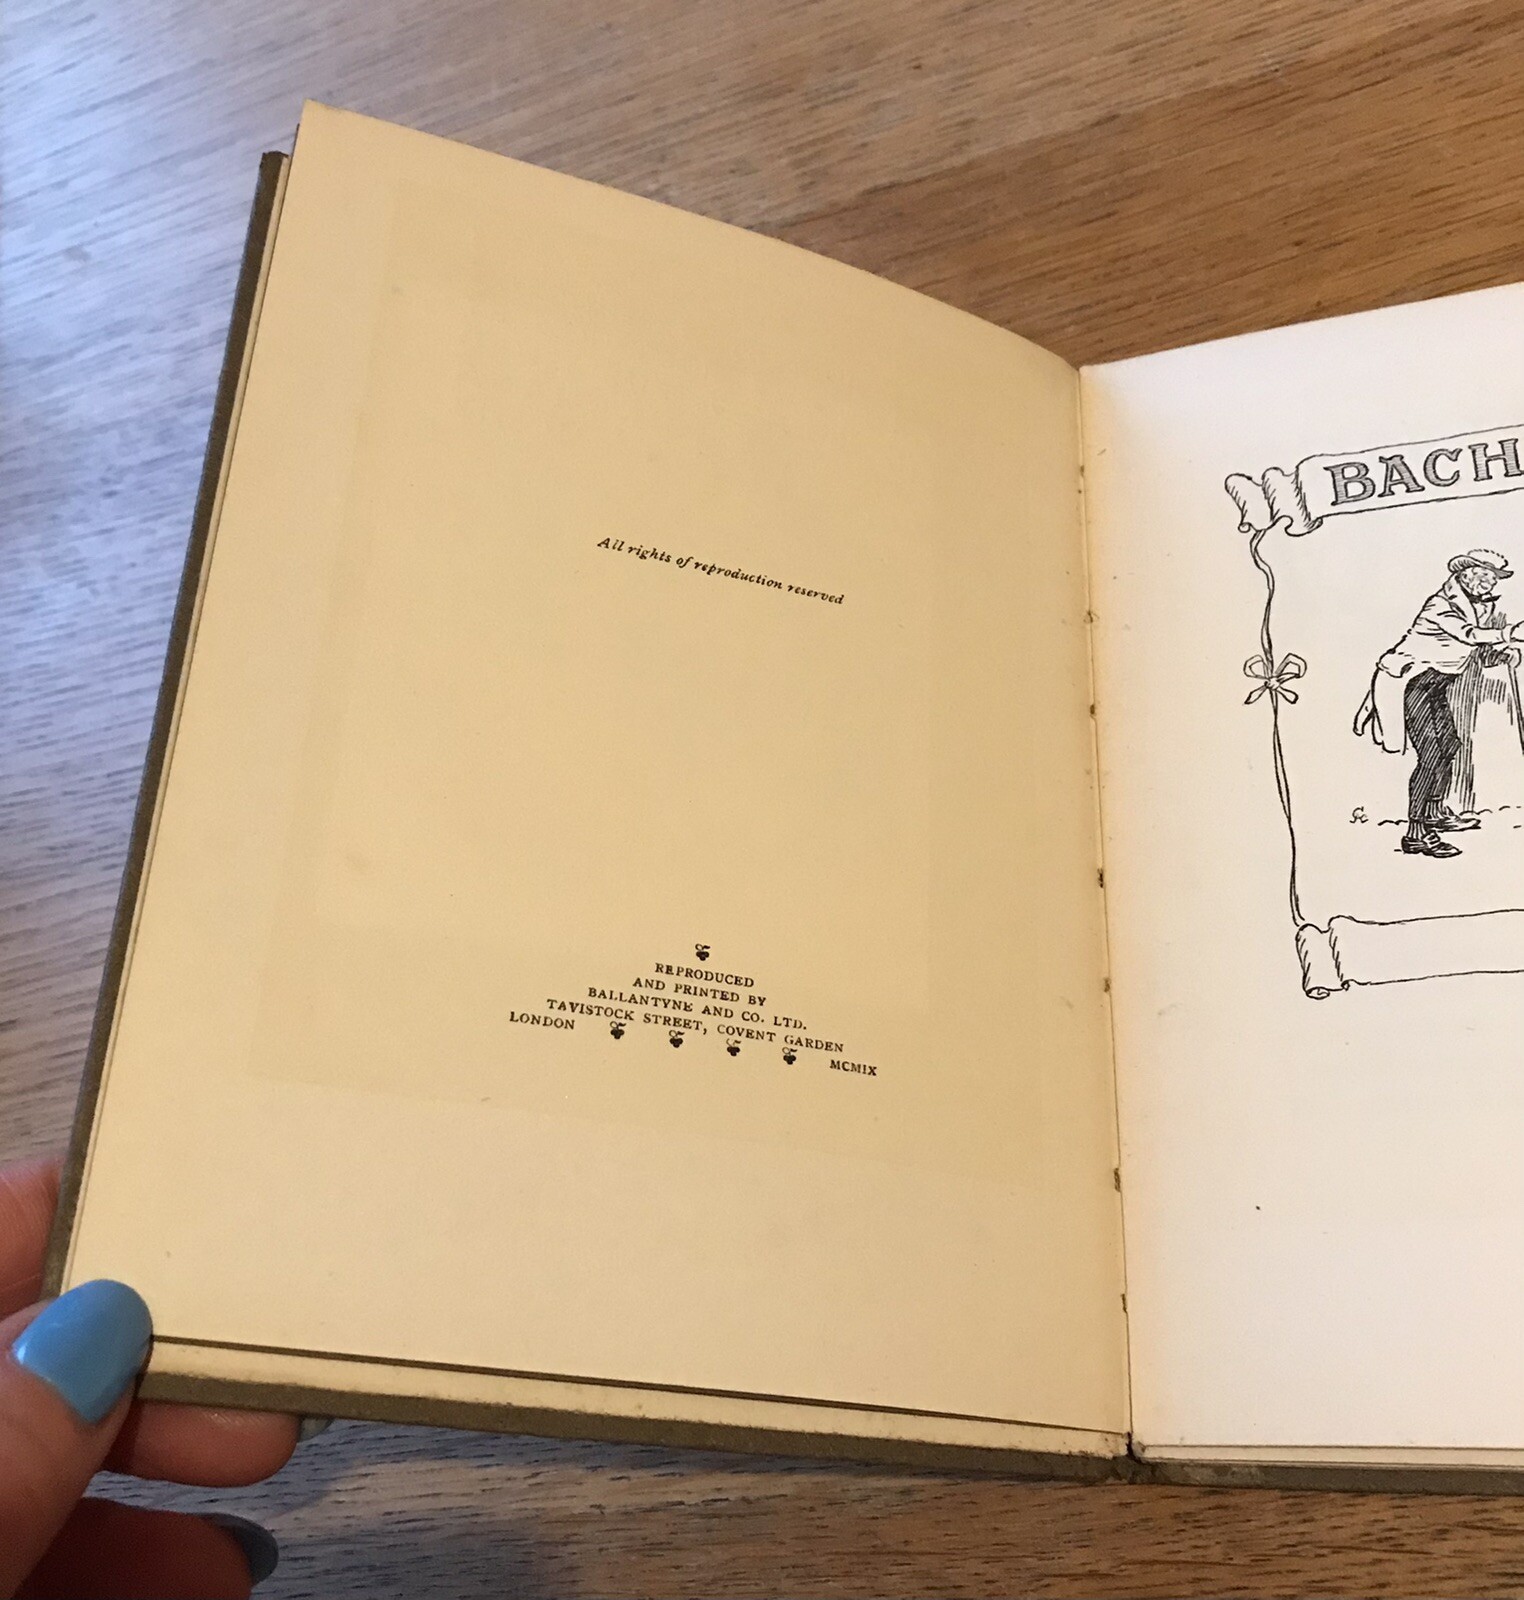 All rights of reproduction reserved
REPRODUCED
AND PRINTED BY
BALLANTYNE AND CO. LTD.
TAVISTOCK STREET, COVENT GARDEN
LONDON MCMIX
BACH